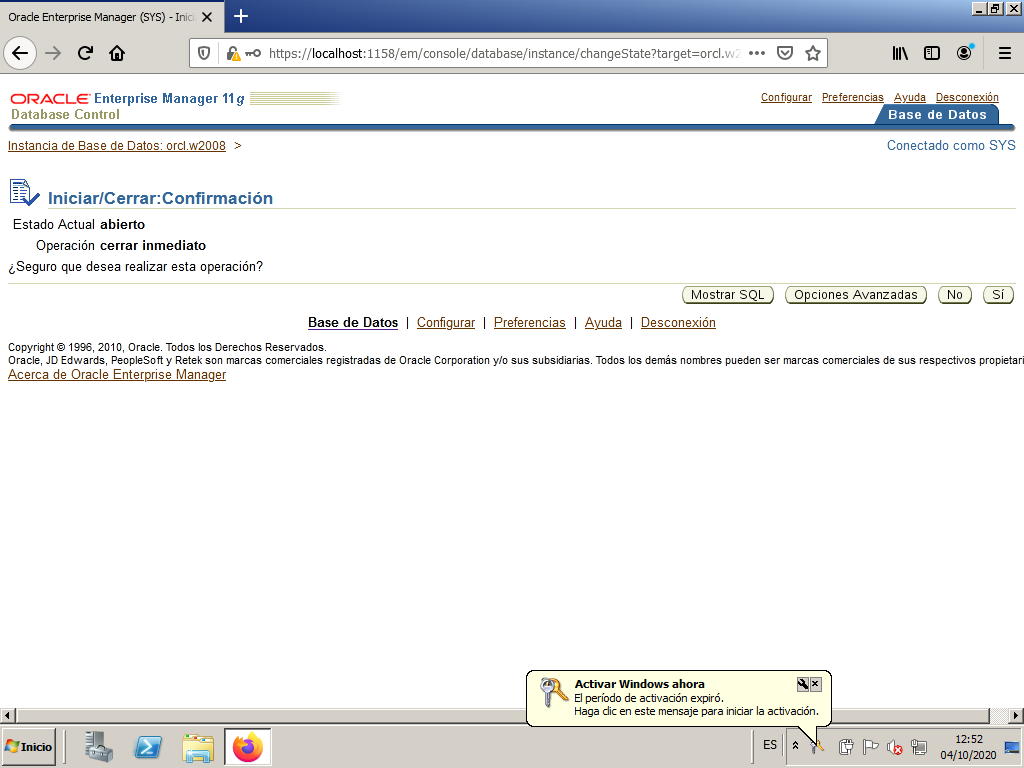 Oracle Enterprise Manager (SYS) - Inic
https://localhost:1158/em/console/database/instance/changeState?target=orcl.w2
ORACLE Enterprise Manager 11g
Database Control
Configurar Preferencias Ayuda Desconexión
Base de Datos
Instancia de Base de Datos: orcl.w2008 >
Conectado como SYS
Iniciar/Cerrar:Confirmación
Estado Actual abierto
Operación cerrar inmediato
¿Seguro que desea realizar esta operación?
Mostrar SQL Opciones Avanzadas No Sí
Base de Datos | Configurar | Preferencias | Ayuda | Desconexión
Copyright © 1996, 2010, Oracle. Todos los Derechos Reservados.
Oracle, JD Edwards, PeopleSoft y Retek son marcas comerciales registradas de Oracle Corporation y/o sus subsidiarias. Todos los demás nombres pueden ser marcas comerciales de sus respectivos propietari
Acerca de Oracle Enterprise Manager
Activar Windows ahora
El período de activación expiró.
Haga clic en este mensaje para iniciar la activación.
Inicio
ES
12:52
04/10/2020